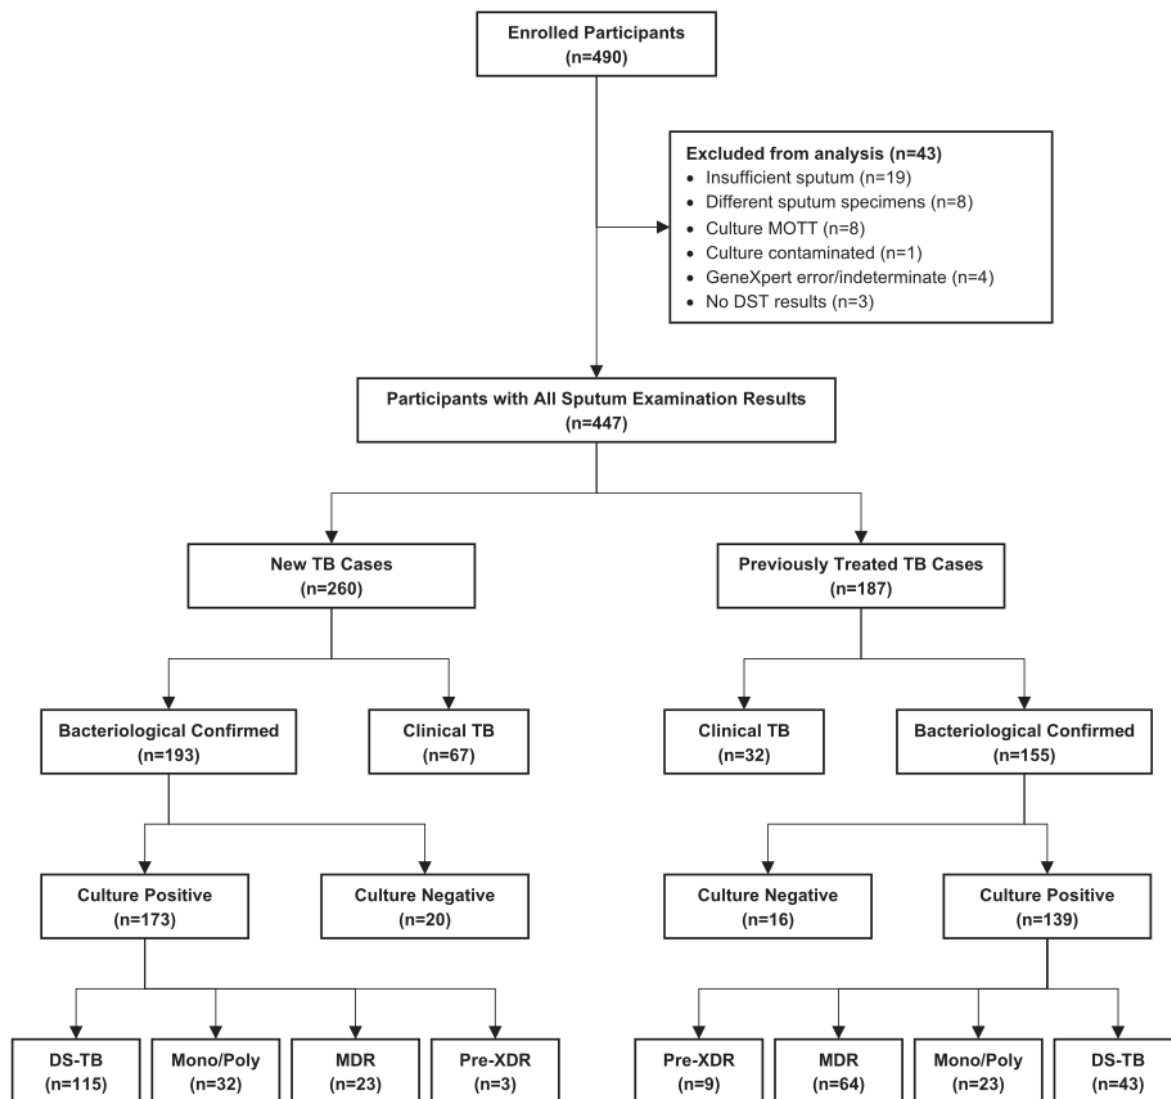 Enrolled Participants
(n=490)
Excluded from analysis (n=43)
• Insufficient sputum (n=19)
• Different sputum specimens (n=8)
• Culture MOTT (n=8)
• Culture contaminated (n=1)
• GeneXpert error/indeterminate (n=4)
• No DST results (n=3)
Participants with All Sputum Examination Results
(n=447)
New TB Cases
(n=260)
Previously Treated TB Cases
(n=187)
Bacteriological Confirmed
(n=193)
Clinical TB
(n=67)
Clinical TB
(n=32)
Bacteriological Confirmed
(n=155)
Culture Positive
(n=173)
Culture Negative
(n=20)
Culture Negative
(n=16)
Culture Positive
(n=139)
DS-TB
(n=115)
Mono/Poly
(n=32)
MDR
(n=23)
Pre-XDR
(n=3)
Pre-XDR
(n=9)
MDR
(n=64)
Mono/Poly
(n=23)
DS-TB
(n=43)